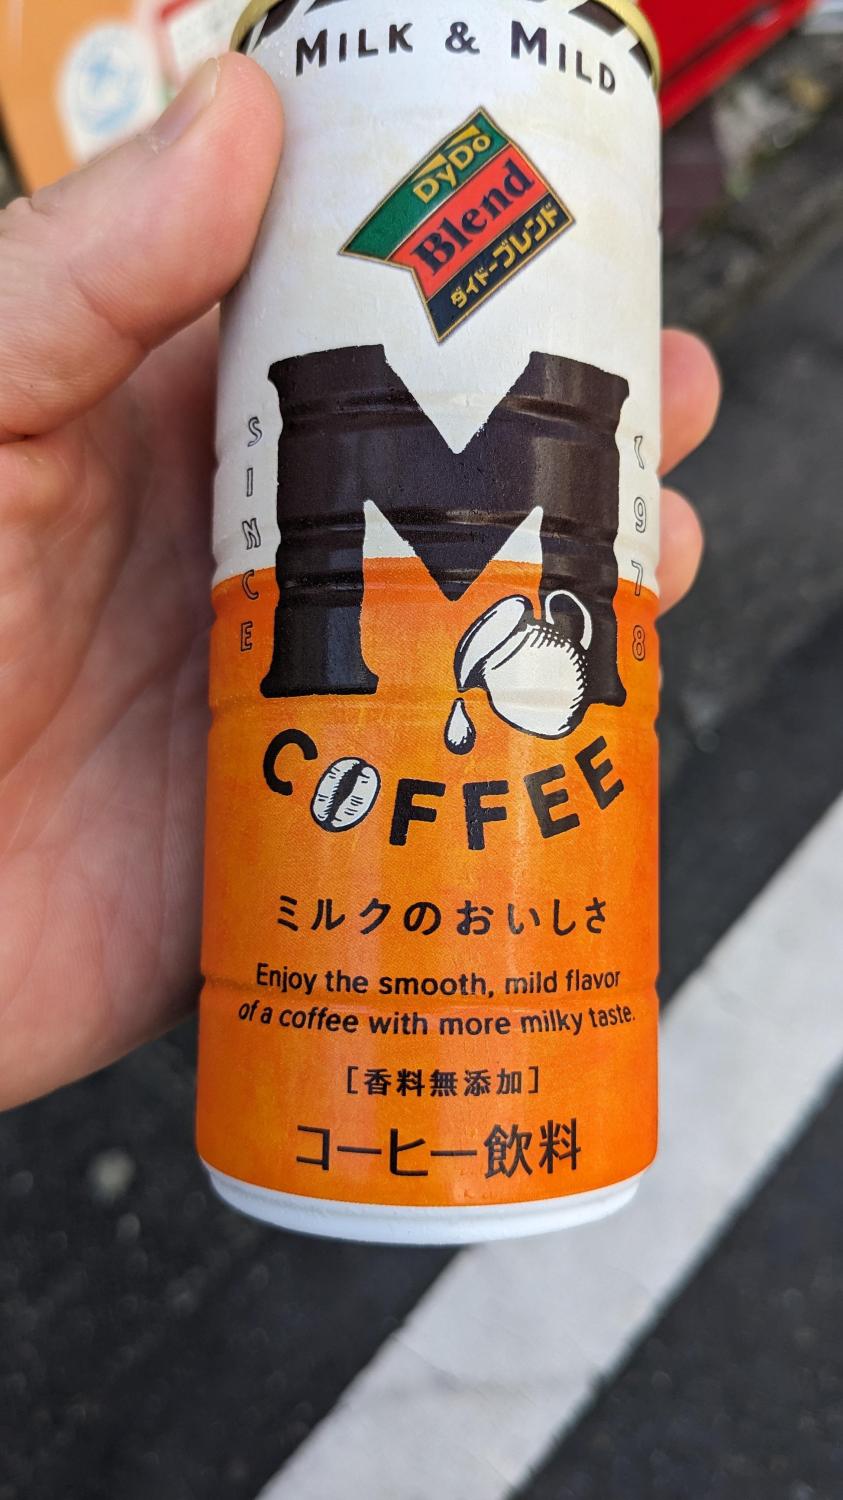 MILK & MILD
DyDo
Blend
ダイドーブレンド
M
SINCE
1978
COFFEE
ミルクのおいしさ
Enjoy the smooth, mild flavor
of a coffee with more milky taste.
[香料無添加]
コーヒー飲料